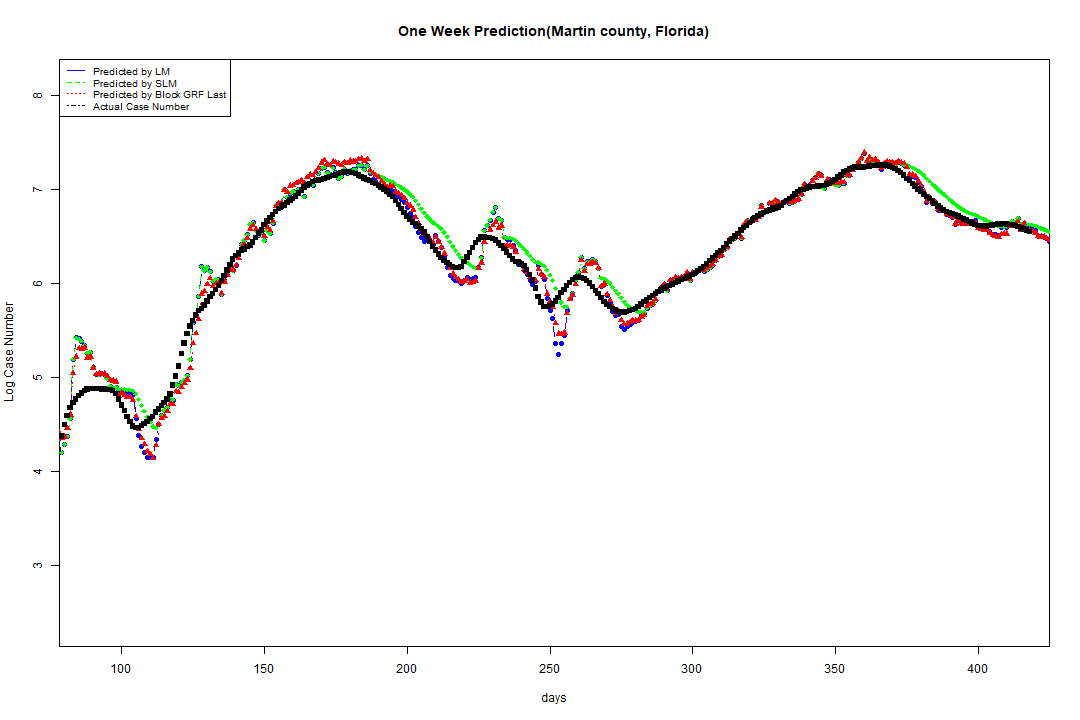 One Week Prediction(Martin county, Florida)
Predicted by LM
Predicted by SLM
Predicted by Block GRF Last
Actual Case Number
8
7
6
5
4
3
Log Case Number
100 150 200 250 300 350 400
days